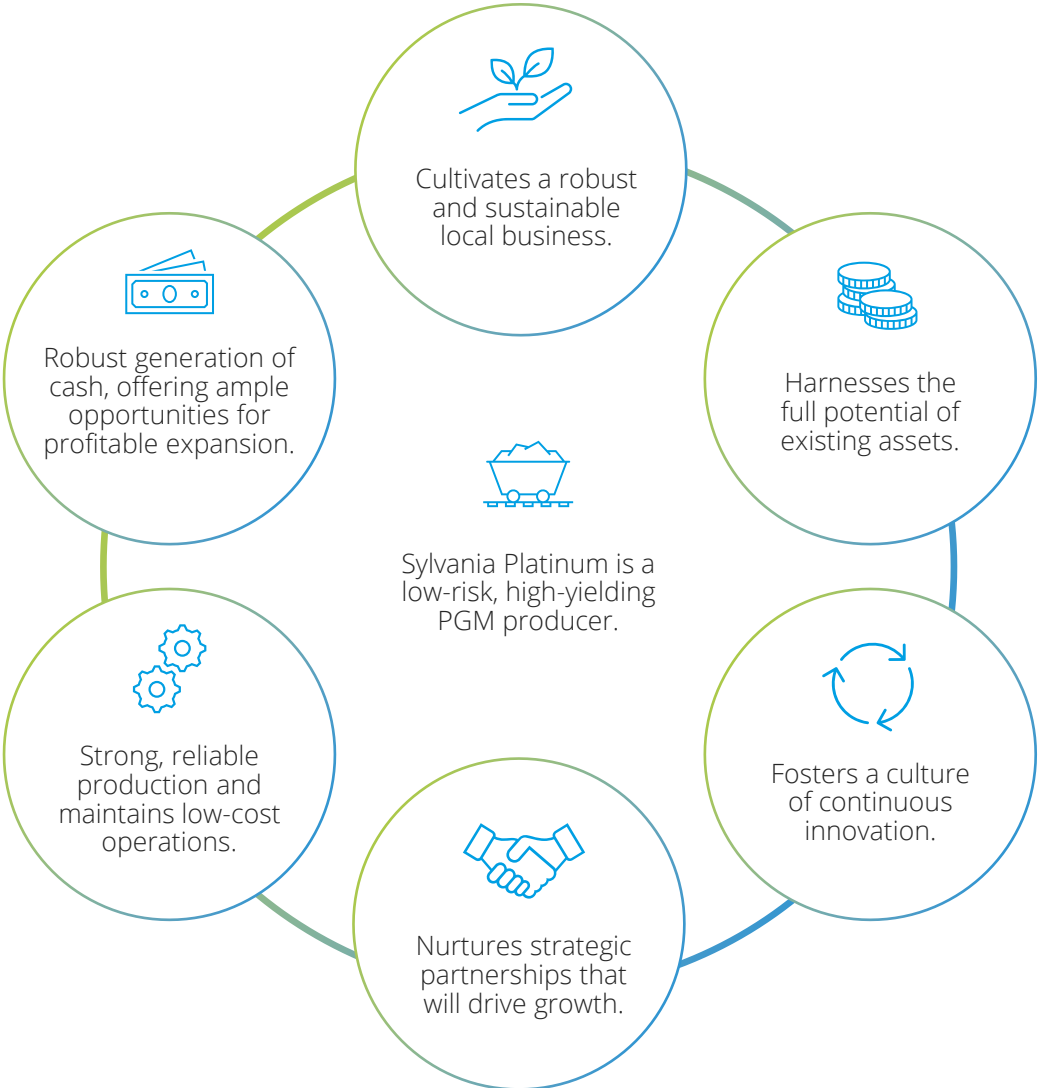 Cultivates a robust
and sustainable
local business.
Harnesses the
full potential of
existing assets.
Fosters a culture
of continuous
innovation.
Nurtures strategic
partnerships that
will drive growth.
Strong, reliable
production and
maintains low-cost
operations.
Robust generation of
cash, offering ample
opportunities for
profitable expansion.
Sylvania Platinum is a
low-risk, high-yielding
PGM producer.